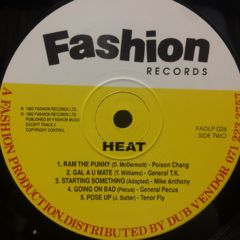 Fashion
RECORDS
℗ 1992 FASHION RECORDS LTD.
© 1992 FASHION RECORDS LTD.
PUBLISHED BY FASHION MUSIC
EXCEPT TRACK 3
COPYRIGHT CONTROL
HEAT
FADLP 026
SIDE TWO
1. RAM THE PUNNY (D. McDermott) - Poison Chang
2. GAL A U MATE (T. Williams) - General T.K.
3. STARTING SOMETHING (Adapted) - Mike Anthony
4. GOING ON BAD (Pecus) - General Pecus
5. POSE UP (J. Sutter) - Tenor Fly
A FASHION PRODUCTION. DISTRIBUTED BY DUB VENDOR 071 223 3757